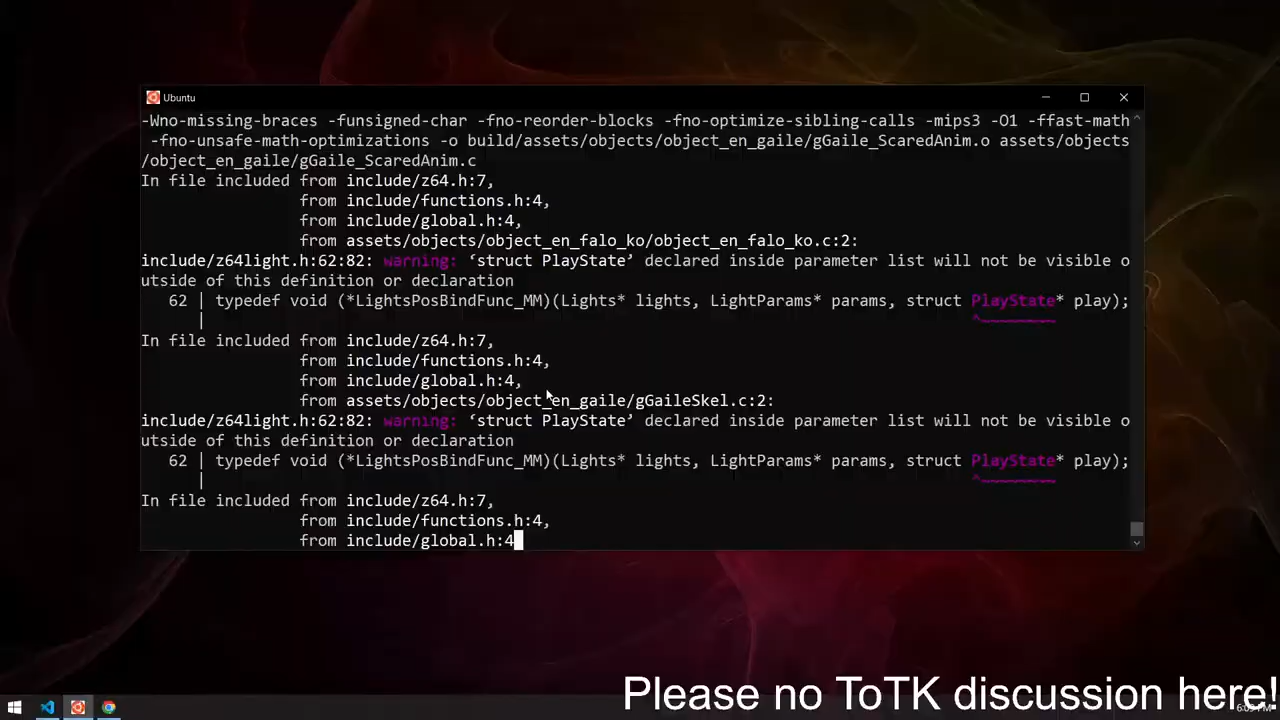 Ubuntu
-Wno-missing-braces -funsigned-char -fno-reorder-blocks -fno-optimize-sibling-calls -mips3 -O1 -ffast-math
-fno-unsafe-math-optimizations -o build/assets/objects/object_en_gaile/gGaile_ScaredAnim.o assets/objects
/object_en_gaile/gGaile_ScaredAnim.c
In file included from include/z64.h:7,
from include/functions.h:4,
from include/global.h:4,
from assets/objects/object_en_falo_ko/object_en_falo_ko.c:2:
include/z64light.h:62:82: warning: ‘struct PlayState’ declared inside parameter list will not be visible o
utside of this definition or declaration
62 | typedef void (*LightsPosBindFunc_MM)(Lights* lights, LightParams* params, struct PlayState* play);
| ^~~~~~~~~
In file included from include/z64.h:7,
from include/functions.h:4,
from include/global.h:4,
from assets/objects/object_en_gaile/gGaileSkel.c:2:
include/z64light.h:62:82: warning: ‘struct PlayState’ declared inside parameter list will not be visible o
utside of this definition or declaration
62 | typedef void (*LightsPosBindFunc_MM)(Lights* lights, LightParams* params, struct PlayState* play);
| ^~~~~~~~~
In file included from include/z64.h:7,
from include/functions.h:4,
from include/global.h:4
Please no ToTK discussion here!